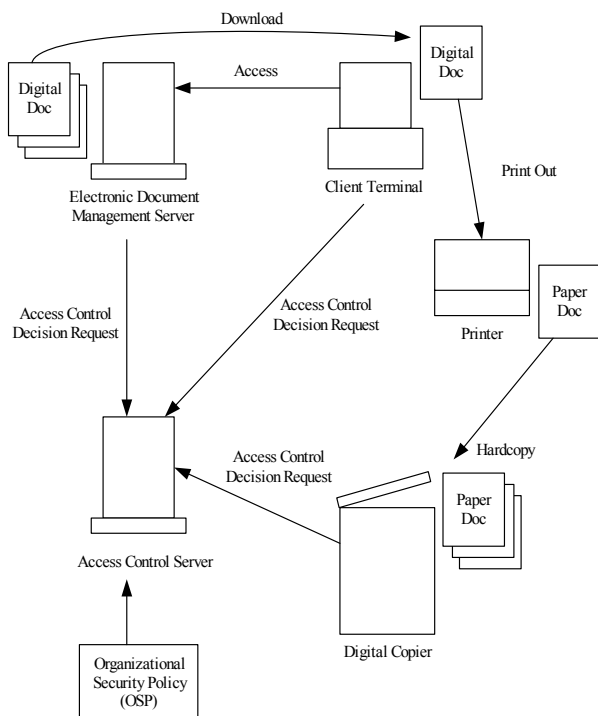 Download
Digital
Doc
Digital
Doc
Access
Electronic Document
Management Server
Client Terminal
Print Out
Access Control
Decision Request
Access Control
Decision Request
Paper
Doc
Printer
Hardcopy
Access Control
Decision Request
Paper
Doc
Access Control Server
Digital Copier
Organizational
Security Policy
(OSP)